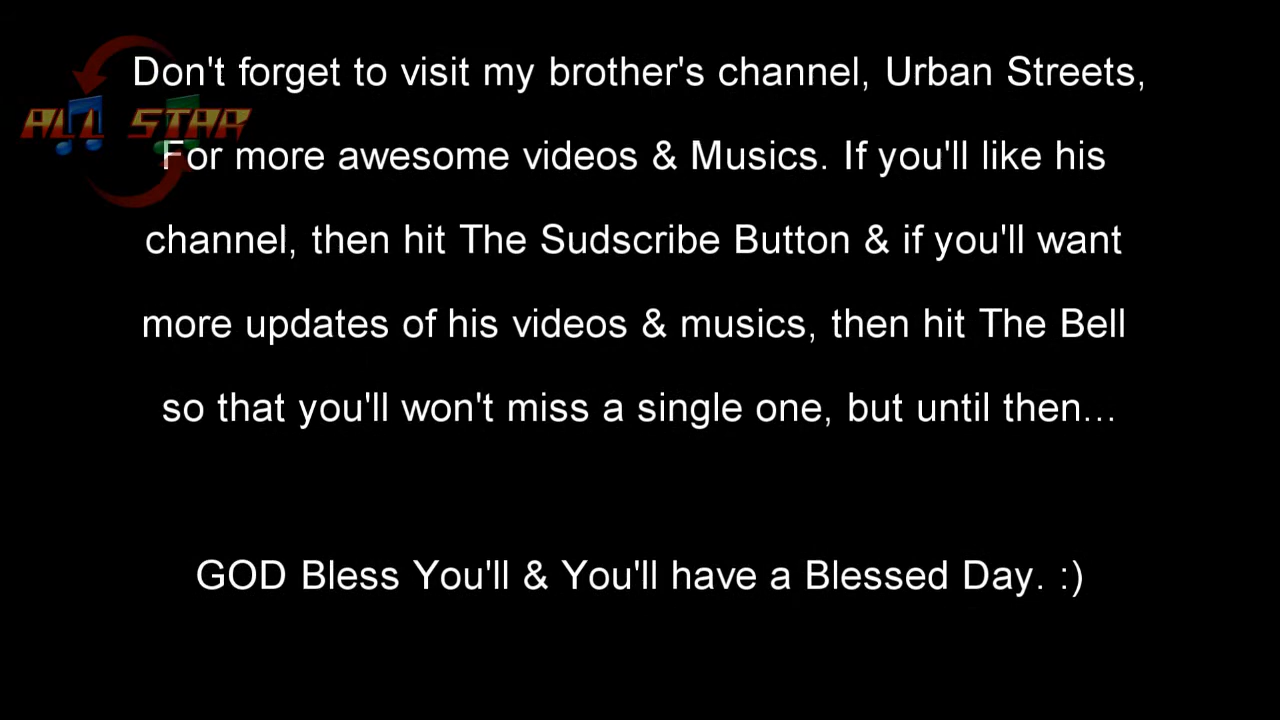 Don't forget to visit my brother's channel, Urban Streets,
ALL STAR
For more awesome videos & Musics. If you'll like his
channel, then hit The Sudscribe Button & if you'll want
more updates of his videos & musics, then hit The Bell
so that you'll won't miss a single one, but until then...
GOD Bless You'll & You'll have a Blessed Day. :)